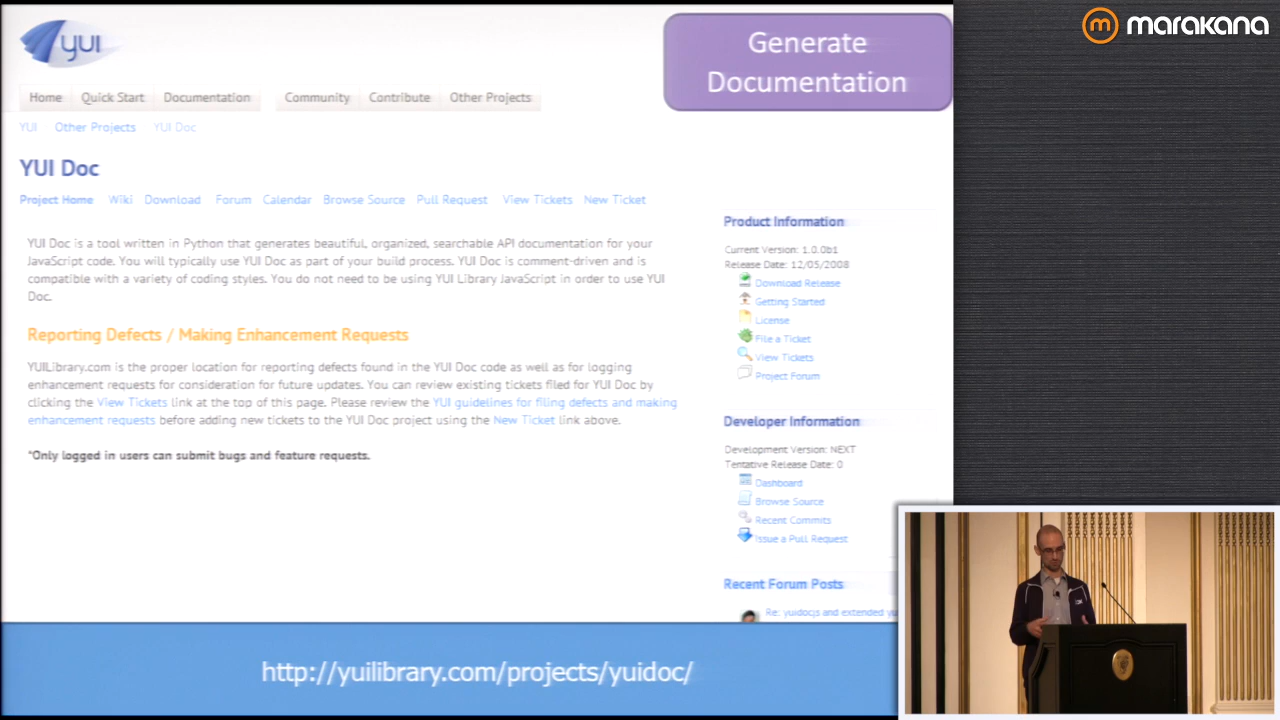 yui
Generate
Documentation
marakana
Home Quick Start Documentation Community Contribute Other Projects
YUI Other Projects YUI Doc
YUI Doc
Project Home Wiki Download Forum Calendar Browse Source Pull Request View Tickets New Ticket
YUI Doc is a tool written in Python that generates beautiful, organized, searchable API documentation for your
JavaScript code. You will typically use YUI Doc as part of your build process. YUI Doc is comment-driven and is
compatible with a variety of coding styles. You do not need to be using YUI Library JavaScript in order to use YUI
Doc.
Reporting Defects / Making Enhancement Requests
YUILibrary.com is the proper location for reporting defects found in the YUI Doc code as well as for logging
enhancement requests for consideration for future updates. You can review existing tickets filed for YUI Doc by
clicking the View Tickets link at the top of this page. Please review the YUI guidelines for filing defects and making
enhancement requests before adding new tickets to the YUI Doc project using the New Ticket link above.
*Only logged in users can submit bugs and feature requests.
Product Information
Current Version: 1.0.0b1
Release Date: 12/05/2008
Download Release
Getting Started
License
File a Ticket
View Tickets
Project Forum
Developer Information
Development Version: NEXT
Tentative Release Date: 0
Dashboard
Browse Source
Recent Commits
Issue a Pull Request
Recent Forum Posts
Re: yuidocjs and extended
http://yuilibrary.com/projects/yuidoc/